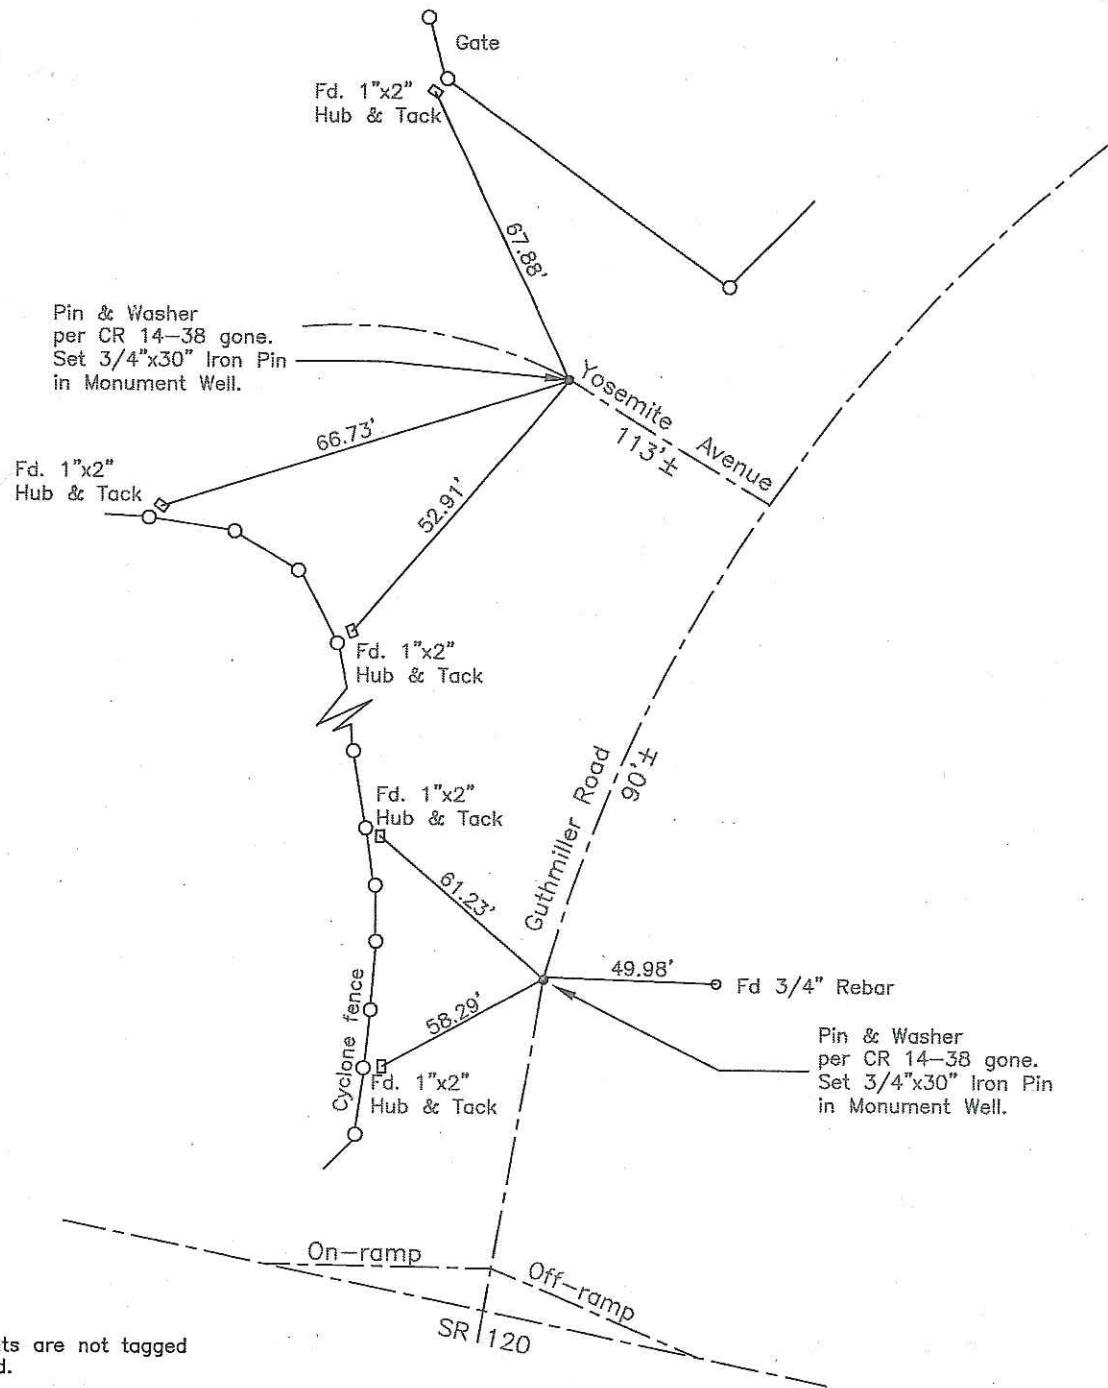 Gate
Fd. 1"x2"
Hub & Tack
67.88'
Pin & Washer
per CR 14-38 gone.
Set 3/4"x30" Iron Pin
in Monument Well.
Yosemite Avenue
113'±
66.73'
Fd. 1"x2"
Hub & Tack
52.91'
Fd. 1"x2"
Hub & Tack
Guthmiller Road
90'±
Fd. 1"x2"
Hub & Tack
61.23'
49.98'
Fd 3/4" Rebar
58.29'
Cyclone fence
Fd. 1"x2"
Hub & Tack
Pin & Washer
per CR 14-38 gone.
Set 3/4"x30" Iron Pin
in Monument Well.
On-ramp
Off-ramp
SR 120
ts are not tagged
d.